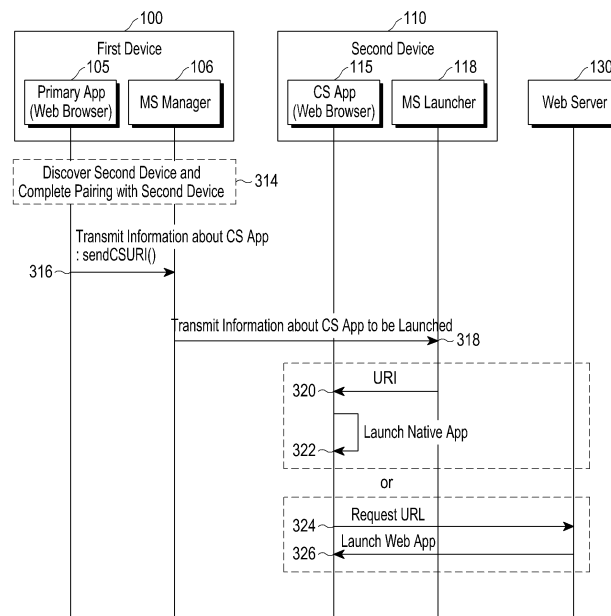 100
110
First Device
Second Device
105
106
115
118
130
Primary App
(Web Browser)
MS Manager
CS App
(Web Browser)
MS Launcher
Web Server
Discover Second Device and
Complete Pairing with Second Device
314
Transmit Information about CS App
: sendCSURI()
316
Transmit Information about CS App to be Launched
318
URI
320
Launch Native App
322
or
Request URL
324
Launch Web App
326